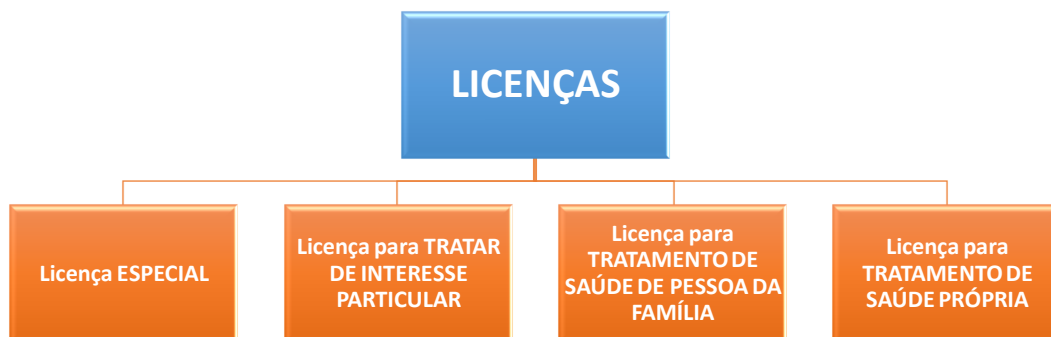 LICENÇAS
Licença ESPECIAL
Licença para TRATAR
DE INTERESSE
PARTICULAR
Licença para
TRATAMENTO DE
SAÚDE DE PESSOA DA
FAMÍLIA
Licença para
TRATAMENTO DE
SAÚDE PRÓPRIA